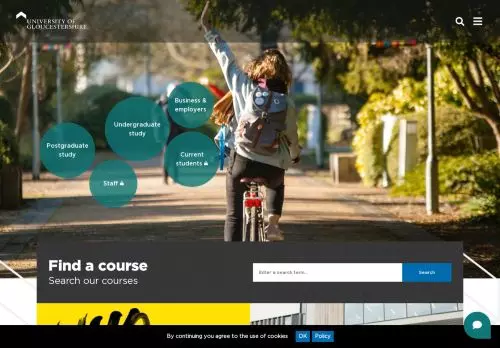 UNIVERSITY OF
GLOUCESTERSHIRE
Business &
employers
Undergraduate
study
Postgraduate
study
Current
students
Staff
Find a course
Search our courses
Enter a search term...
Search
By continuing you agree to the use of cookies
OK
Policy